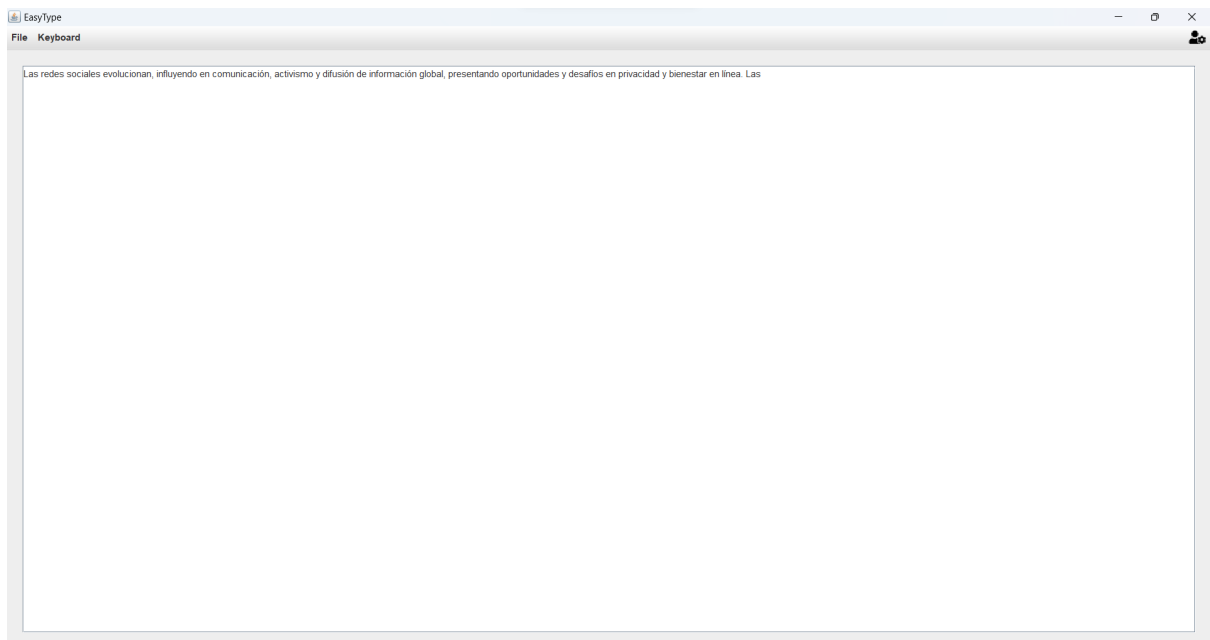 EasyType
File Keyboard
Las redes sociales evolucionan, influyendo en comunicación, activismo y difusión de información global, presentando oportunidades y desafíos en privacidad y bienestar en línea. Las